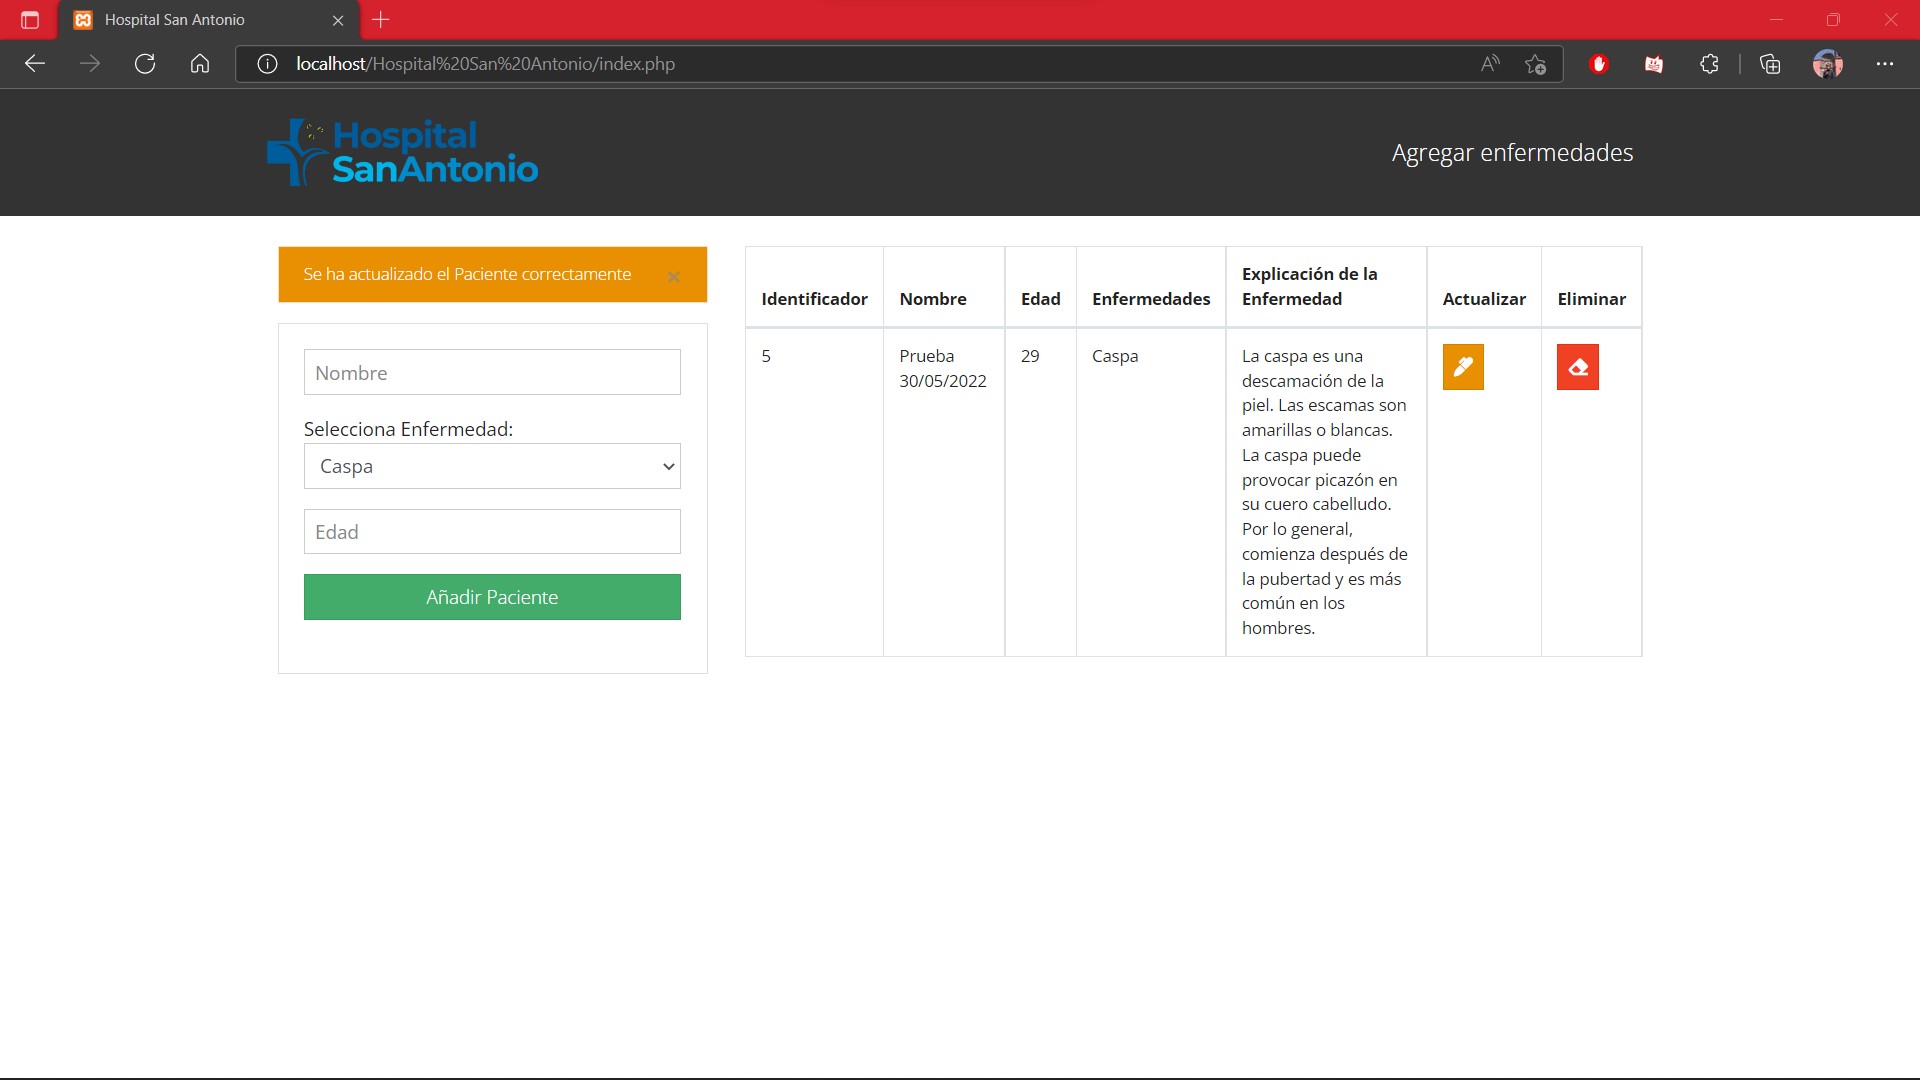 Hospital San Antonio
localhost/Hospital%20San%20Antonio/index.php
Hospital
SanAntonio
Agregar enfermedades
Se ha actualizado el Paciente correctamente
Nombre
Selecciona Enfermedad:
Caspa
Edad
Añadir Paciente
Identificador
Nombre
Edad
Enfermedades
Explicación de la
Enfermedad
Actualizar
Eliminar
5
Prueba
30/05/2022
29
Caspa
La caspa es una
descamación de la
piel. Las escamas son
amarillas o blancas.
La caspa puede
provocar picazón en
su cuero cabelludo.
Por lo general,
comienza después de
la pubertad y es más
común en los
hombres.